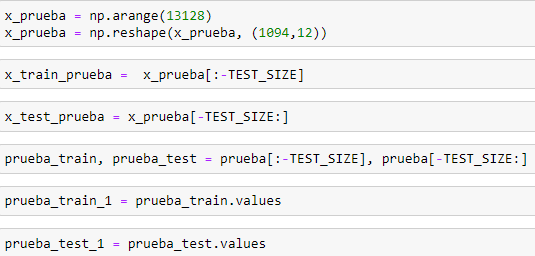 x_prueba = np.arange(13128)
x_prueba = np.reshape(x_prueba, (1094,12))
x_train_prueba =  x_prueba[:-TEST_SIZE]
x_test_prueba = x_prueba[-TEST_SIZE:]
prueba_train, prueba_test = prueba[:-TEST_SIZE], prueba[-TEST_SIZE:]
prueba_train_1 = prueba_train.values
prueba_test_1 = prueba_test.values